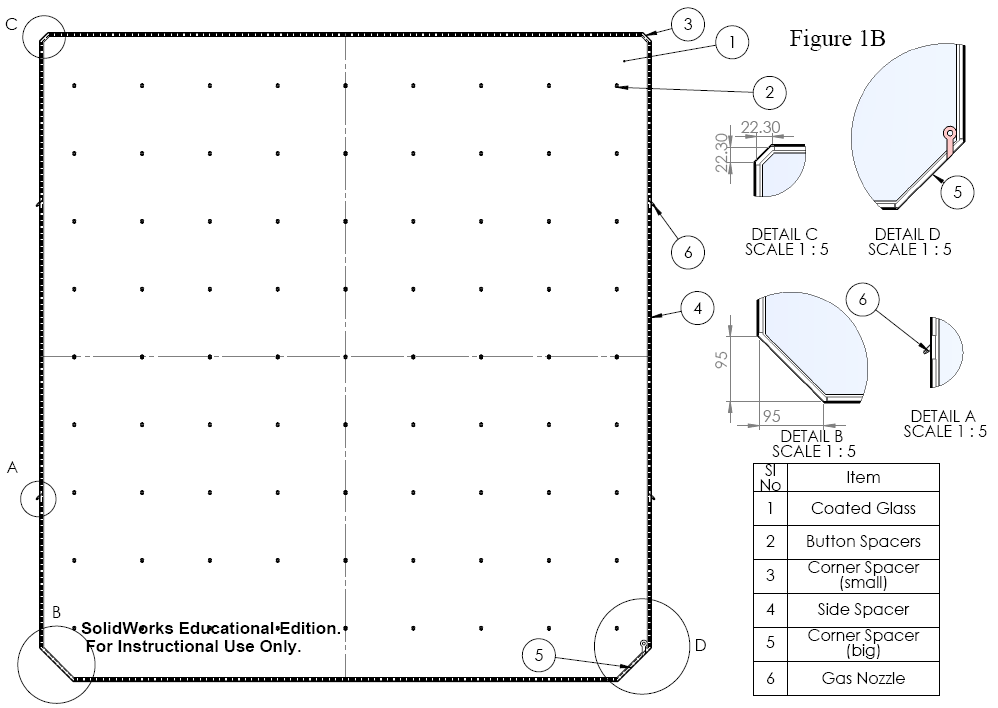 C
3
1
Figure 1B
2
22.30
22.30
5
DETAIL C
SCALE 1 : 5
DETAIL D
SCALE 1 : 5
6
4
6
95
95
DETAIL A
SCALE 1 : 5
DETAIL B
SCALE 1 : 5
A
B
SolidWorks Educational Edition.
For Instructional Use Only.
5
D
Sl No Item
1 Coated Glass
2 Button Spacers
3 Corner Spacer
(small)
4 Side Spacer
5 Corner Spacer
(big)
6 Gas Nozzle